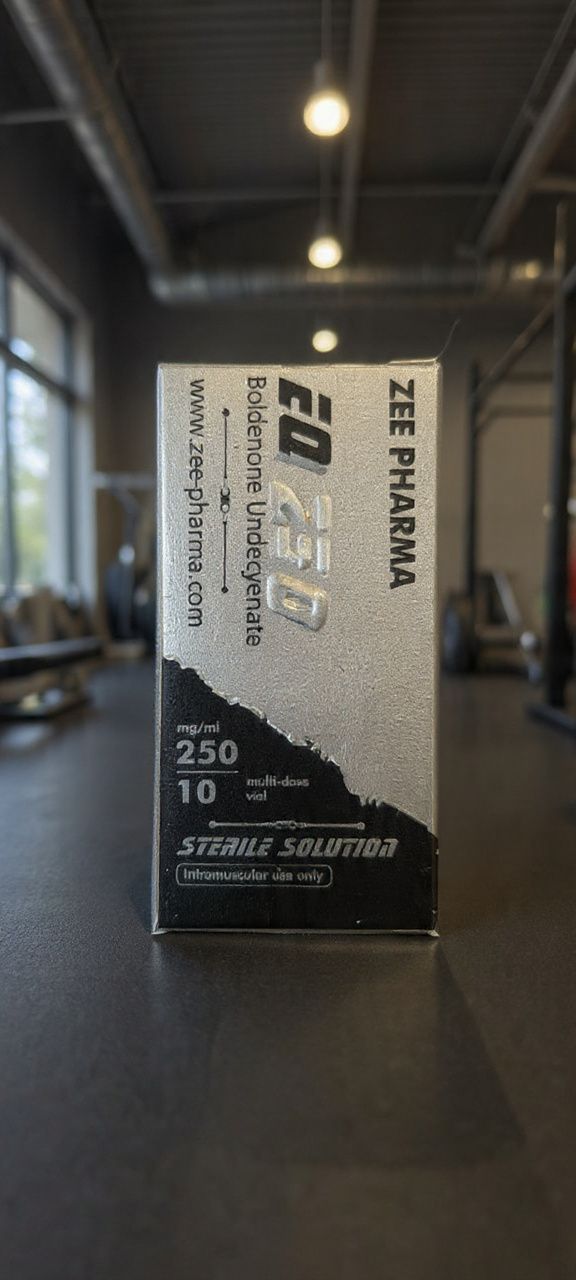 ZEE PHARMA
EQ 250
Boldenone Undecyenate
www.zee-pharma.com
mg/ml
250
10
multi-dose
vial
STERILE SOLUTION
Intramuscular use only